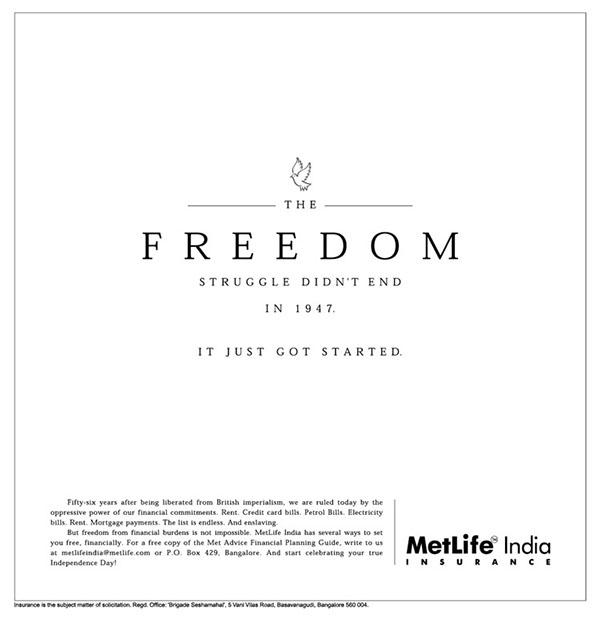 THE
FREEDOM
STRUGGLE DIDN'T END
IN 1947.
IT JUST GOT STARTED.
Fifty-six years after being liberated from British imperialism, we are ruled today by the
oppressive power of our financial commitments. Rent. Credit card bills. Petrol Bills. Electricity
bills. Rent. Mortgage payments. The list is endless. And enslaving.
But freedom from financial burdens is not impossible. MetLife India has several ways to set
you free, financially. For a free copy of the Met Advice Financial Planning Guide, write to us
at metlifeindia@metlife.com or P.O. Box 429, Bangalore. And start celebrating your true
Independence Day!
MetLife India
INSURANCE
Insurance is the subject matter of solicitation. Regd. Office: 'Brigade Seshamahal', 5 Vani Vilas Road, Basavanagudi, Bangalore 560 004.